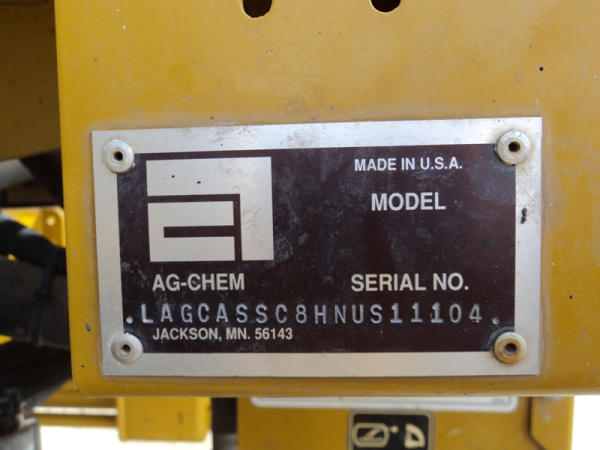 MADE IN U.S.A.
MODEL
AG-CHEM
SERIAL NO.
.LAGCASSC8HNUS11104.
JACKSON, MN. 56143